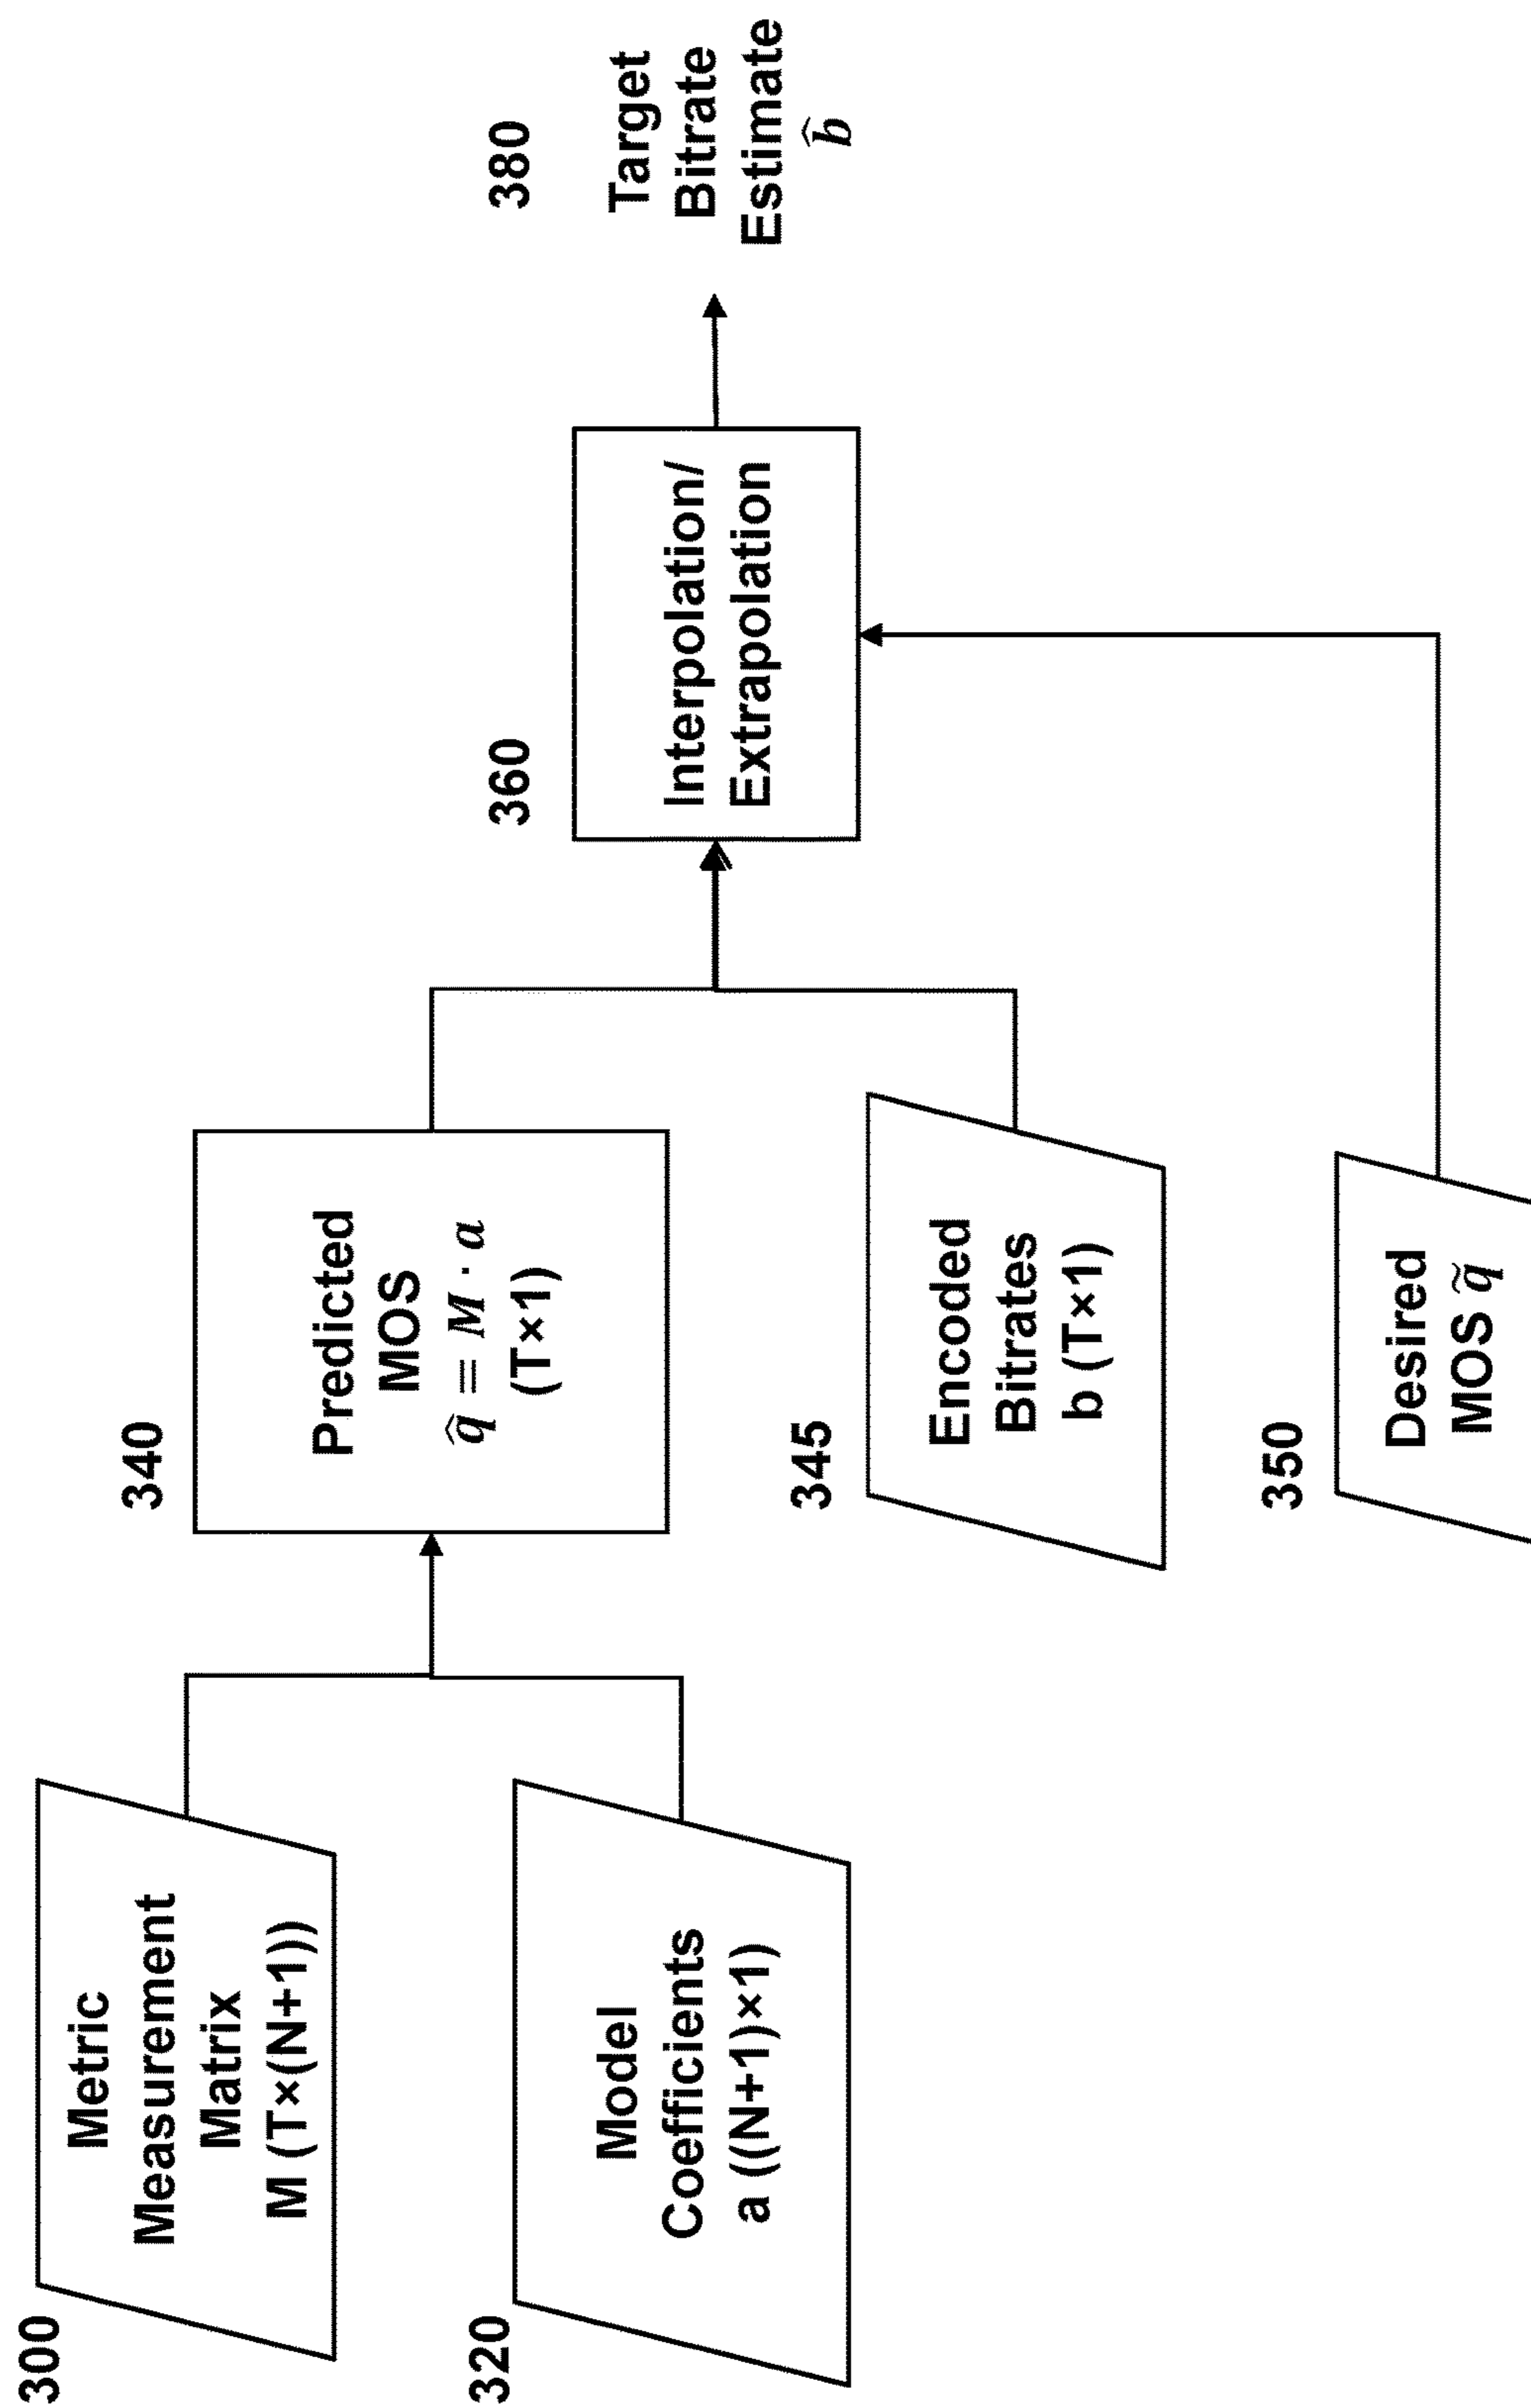 300
Metric
Measurement
Matrix
M (T×(N+1))
320
Model
Coefficients
a ((N+1)×1)
340
Predicted
MOS
q̂ = M · a
(T×1)
345
Encoded
Bitrates
b (T×1)
350
Desired
MOS q̃
360
Interpolation/
Extrapolation
380
Target
Bitrate
Estimate
b̂